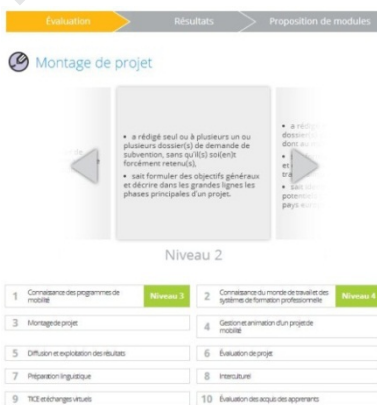 Évaluation
Résultats
Proposition de modules
Montage de projet
• a rédigé seul ou à plusieurs un ou
plusieurs dossier(s) de demande de
subvention, sans qu'il(s) soi(en)t
forcément retenu(s),
• sait formuler des objectifs généraux
et décrire dans les grandes lignes les
phases principales d'un projet.
Niveau 2
1 Connaissance des programmes de
mobilité
Niveau 3
2 Connaissance du monde de travail et des
systèmes de formation professionnelle
Niveau 4
3 Montage de projet
4 Gestion et animation d'un projet de
mobilité
5 Diffusion et exploitation des résultats
6 Évaluation de projet
7 Préparation linguistique
8 Interculturel
9 TICE et échanges virtuels
10 Évaluation des acquis des apprenants